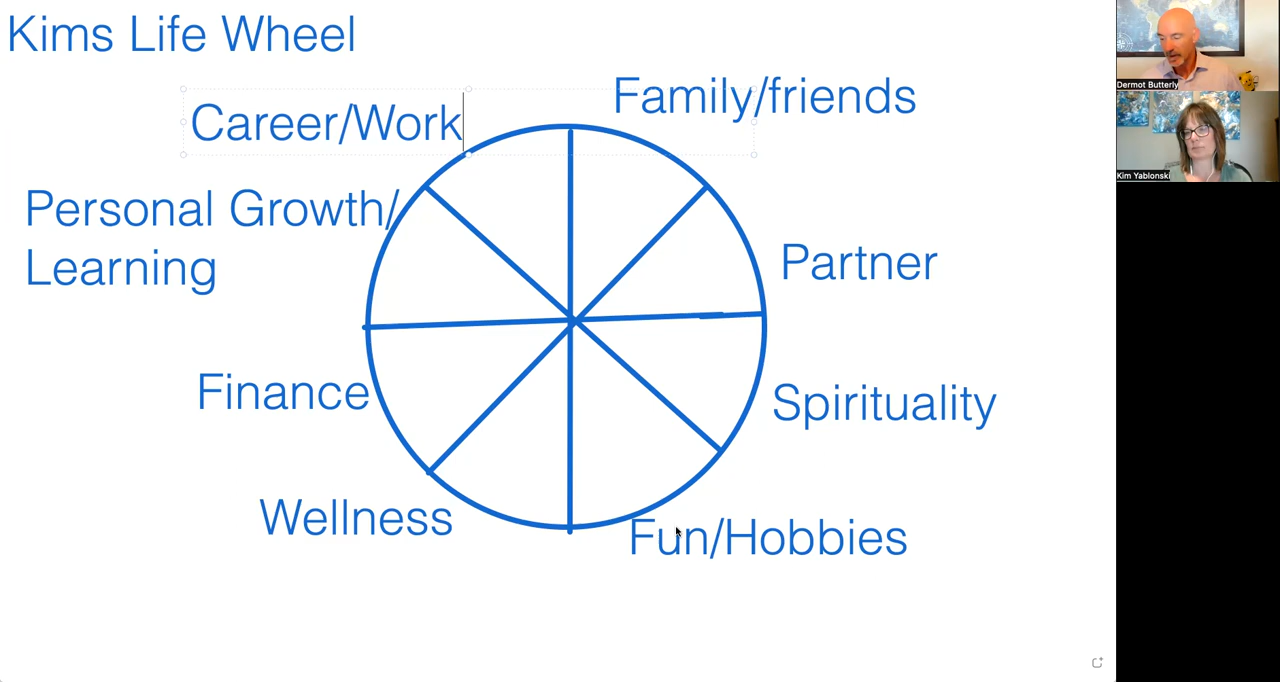 Kims Life Wheel
Family/friends
Career/Work
Personal Growth/
Learning
Partner
Finance
Spirituality
Wellness
Fun/Hobbies
Dermot Butterly
Kim Yablonski